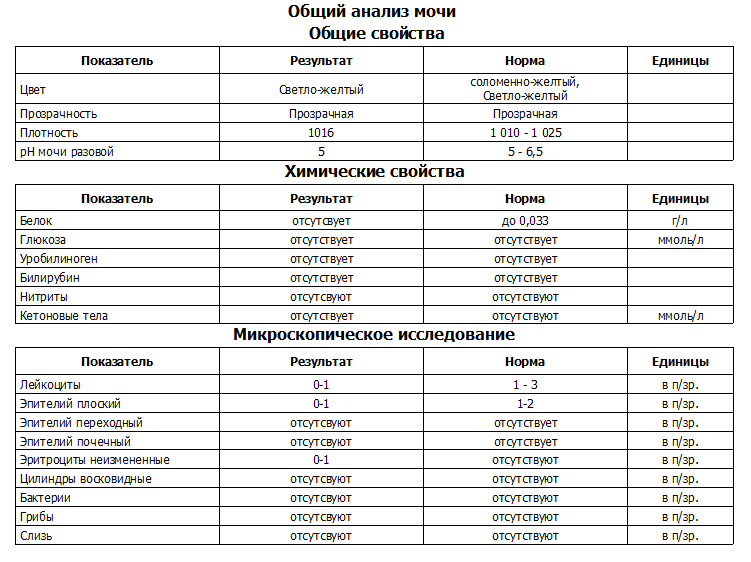 Общий анализ мочи
Общие свойства
Показатель Результат Норма Единицы
Цвет Светло-желтый соломенно-желтый, Светло-желтый
Прозрачность Прозрачная Прозрачная
Плотность 1016 1 010 - 1 025
pH мочи разовой 5 5 - 6,5
Химические свойства
Показатель Результат Норма Единицы
Белок отсутсвует до 0,033 г/л
Глюкоза отсутствует отсутствует ммоль/л
Уробилиноген отсутствует отсутствует
Билирубин отсутствует отсутствует
Нитриты отсутсвуют отсутствуют
Кетоновые тела отсутствует отсутствуют ммоль/л
Микроскопическое исследование
Показатель Результат Норма Единицы
Лейкоциты 0-1 1 - 3 в п/зр.
Эпителий плоский 0-1 1-2 в п/зр.
Эпителий переходный отсутсвуют отсутствует в п/зр.
Эпителий почечный отсутсвуют отсутствует в п/зр.
Эритроциты неизмененные 0-1 отсутствуют в п/зр.
Цилиндры восковидные отсутсвуют отсутствуют в п/зр.
Бактерии отсутсвуют отсутствуют в п/зр.
Грибы отсутсвуют отсутствуют в п/зр.
Слизь отсутсвуют отсутствуют в п/зр.